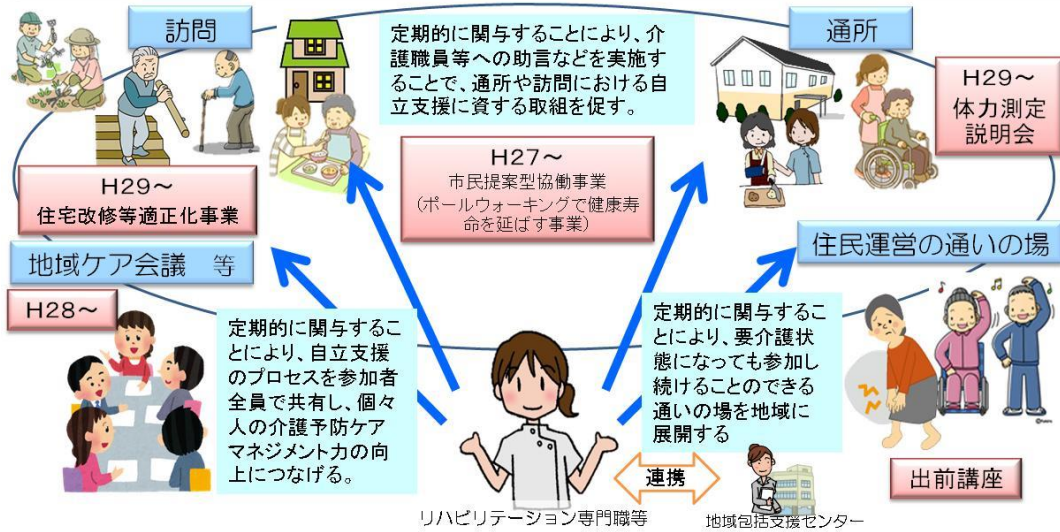 訪問
定期的に関与することにより、介
護職員等への助言などを実施
することで、通所や訪問における自
立支援に資する取組を促す。
通所
H29～
体力測定
説明会
H29～
住宅改修等適正化事業
H27～
市民提案型協働事業
(ポールウォーキングで健康寿
命を延ばす事業)
地域ケア会議 等
住民運営の通いの場
H28～
定期的に関与するこ
とにより、自立支援
のプロセスを参加者
全員で共有し、個々
人の介護予防ケア
マネジメント力の向
上につなげる。
定期的に関与するこ
とにより、要介護状
態になっても参加し
続けることのできる
通いの場を地域に
展開する
出前講座
連携
リハビリテーション専門職等
地域包括支援センター